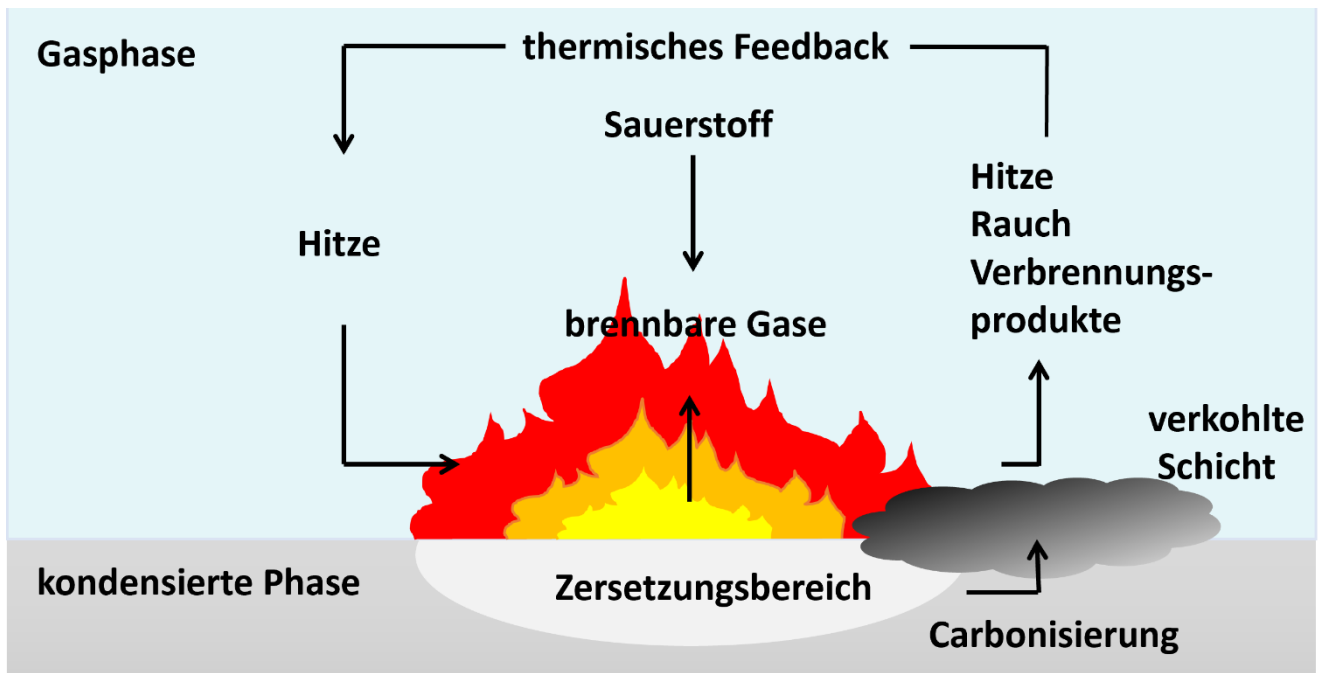 Gasphase
thermisches Feedback
Sauerstoff
Hitze
Hitze
Rauch
Verbrennungs-
produkte
brennbare Gase
verkohlte
Schicht
kondensierte Phase
Zersetzungsbereich
Carbonisierung